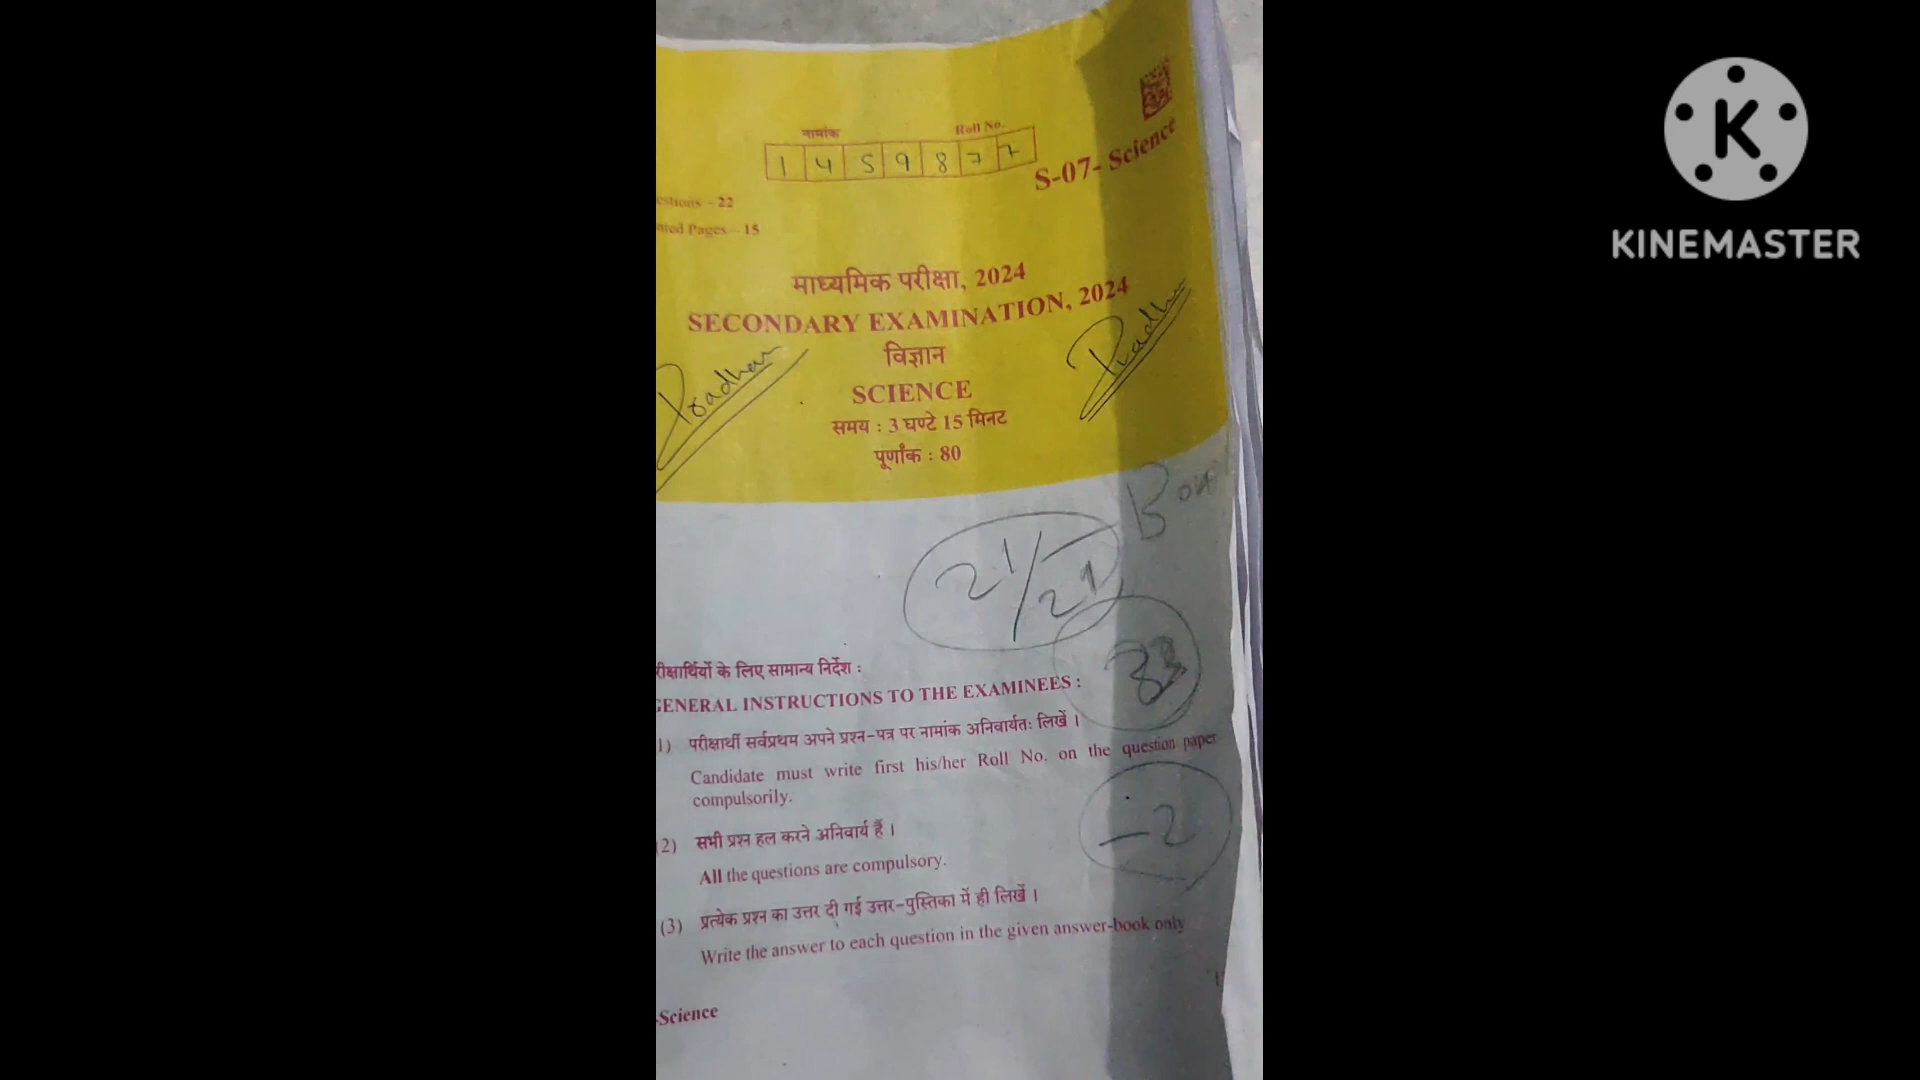 नामांक Roll No.
1 4 5 9 8 7 7
S-07- Science
estions - 22
nted Pages - 15
माध्यमिक परीक्षा, 2024
SECONDARY EXAMINATION, 2024
विज्ञान
SCIENCE
समय : 3 घण्टे 15 मिनट
पूर्णांक : 80
Pradhan
Pradhan
21/21
-2
रीक्षार्थियों के लिए सामान्य निर्देश :
GENERAL INSTRUCTIONS TO THE EXAMINEES :
1) परीक्षार्थी सर्वप्रथम अपने प्रश्न-पत्र पर नामांक अनिवार्यतः लिखें ।
Candidate must write first his/her Roll No. on the question paper
compulsorily.
(2) सभी प्रश्न हल करने अनिवार्य हैं ।
All the questions are compulsory.
(3) प्रत्येक प्रश्न का उत्तर दी गई उत्तर-पुस्तिका में ही लिखें ।
Write the answer to each question in the given answer-book only
-Science
K
KINEMASTER